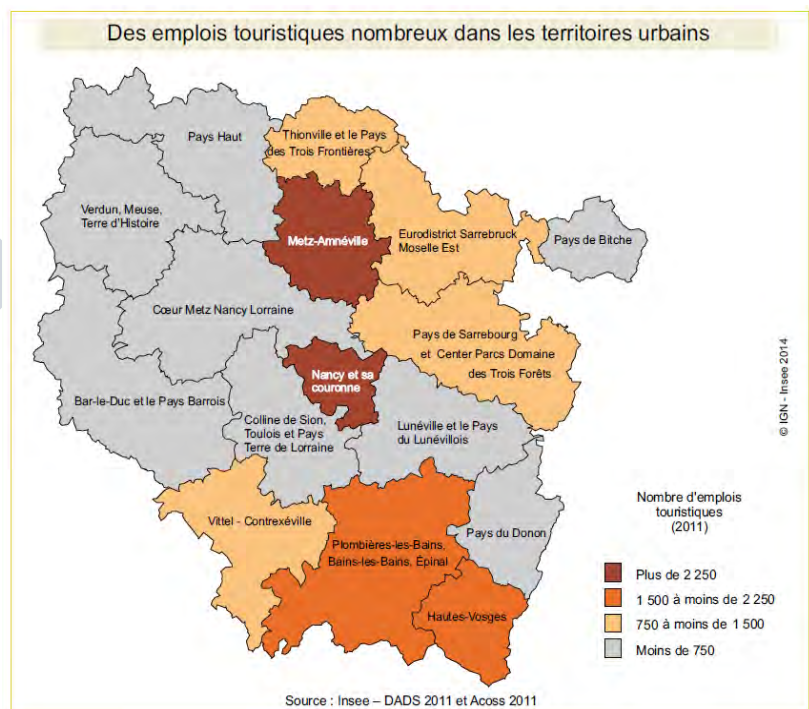 Des emplois touristiques nombreux dans les territoires urbains
Pays Haut
Thionville et le Pays
des Trois Frontières
Verdun, Meuse,
Terre d'Histoire
Metz-Amnéville
Eurodistrict Sarrebruck
Moselle Est
Pays de Bitche
Cœur Metz Nancy Lorraine
Pays de Sarrebourg
et Center Parcs Domaine
des Trois Forêts
Nancy et sa
couronne
Bar-le-Duc et le Pays Barrois
Colline de Sion,
Toulois et Pays
Terre de Lorraine
Lunéville et le Pays
du Lunévillois
Vittel - Contrexéville
Plombières-les-Bains,
Bains-les-Bains, Épinal
Pays du Donon
Hautes-Vosges
© IGN - Insee 2014
Nombre d'emplois
touristiques
(2011)
Plus de 2 250
1 500 à moins de 2 250
750 à moins de 1 500
Moins de 750
Source : Insee – DADS 2011 et Acoss 2011